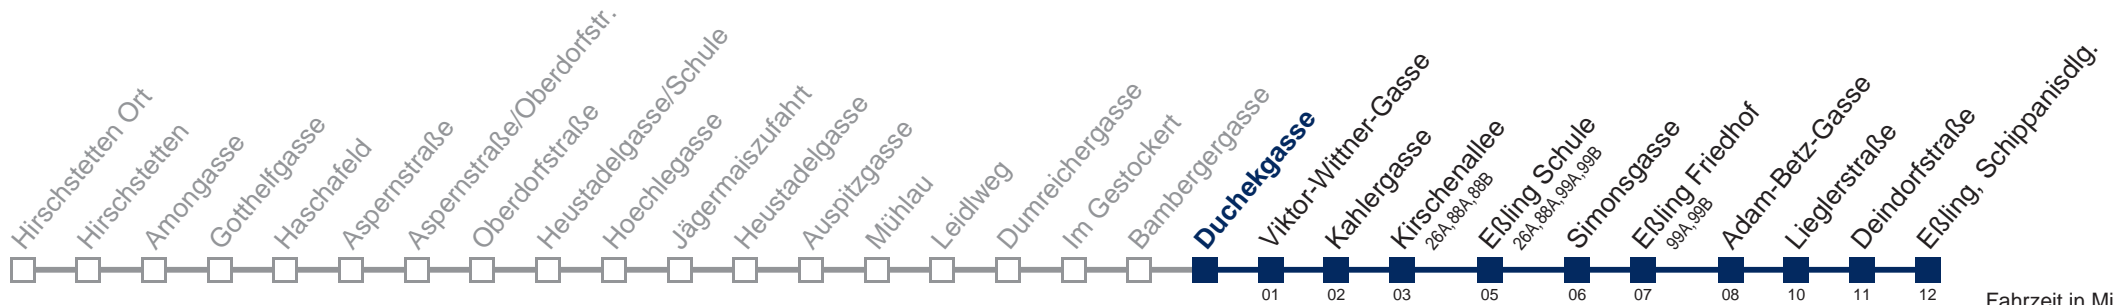 Hirschstetten Ort
Hirschstetten
Amongasse
Gotthelfgasse
Haschafeld
Aspernstraße
Aspernstraße/Oberdorfstr.
Oberdorfstraße
Heustadelgasse/Schule
Hoechlegasse
Jägermaiszufahrt
Heustadelgasse
Auspitzgasse
Mühlau
Leidlweg
Dumreichergasse
Im Gestockert
Bambergergasse
Duchekgasse
Viktor-Wittner-Gasse
Kahlergasse
Kirschenallee
26A,88A,88B
Eßling Schule
26A,88A,99A,99B
Simonsgasse
Eßling Friedhof
99A,99B
Adam-Betz-Gasse
Lieglerstraße
Deindorfstraße
Eßling, Schippanisdlg.
01 02 03 05 06 07 08 10 11 12
Fahrzeit in Mi